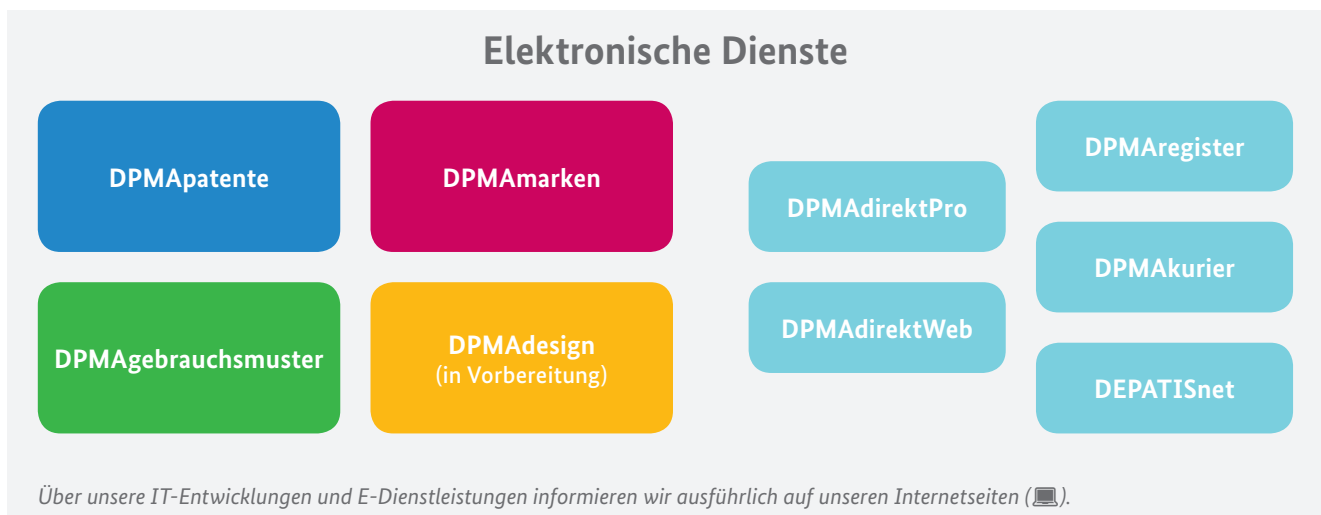 Elektronische Dienste
DPMApatente
DPMAmarken
DPMAgebrauchsmuster
DPMAdesign
(in Vorbereitung)
DPMAdirektPro
DPMAdirektWeb
DPMAregister
DPMAkurier
DEPATISnet
Über unsere IT-Entwicklungen und E-Dienstleistungen informieren wir ausführlich auf unseren Internetseiten (💻).